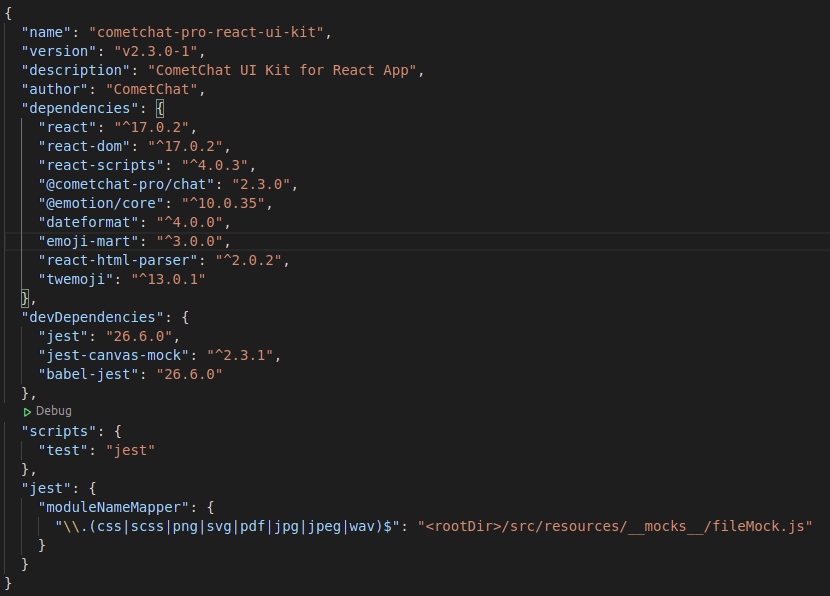 {
  "name": "cometchat-pro-react-ui-kit",
  "version": "v2.3.0-1",
  "description": "CometChat UI Kit for React App",
  "author": "CometChat",
  "dependencies": {
    "react": "^17.0.2",
    "react-dom": "^17.0.2",
    "react-scripts": "^4.0.3",
    "@cometchat-pro/chat": "2.3.0",
    "@emotion/core": "^10.0.35",
    "dateformat": "^4.0.0",
    "emoji-mart": "^3.0.0",
    "react-html-parser": "^2.0.2",
    "twemoji": "^13.0.1"
  },
  "devDependencies": {
    "jest": "26.6.0",
    "jest-canvas-mock": "^2.3.1",
    "babel-jest": "26.6.0"
  },
  Debug
  "scripts": {
    "test": "jest"
  },
  "jest": {
    "moduleNameMapper": {
      "\\.(css|scss|png|svg|pdf|jpg|jpeg|wav)$": "<rootDir>/src/resources/__mocks__/fileMock.js"
    }
  }
}